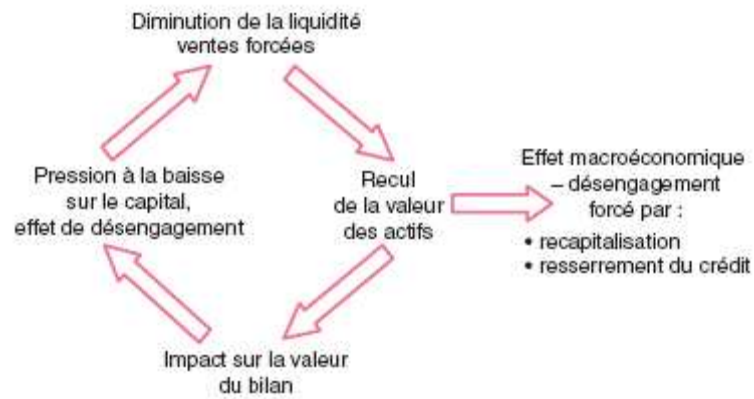 Diminution de la liquidité
ventes forcées
Pression à la baisse
sur le capital,
effet de désengagement
Recul
de la valeur
des actifs
Effet macroéconomique
– désengagement
forcé par :
• recapitalisation
• resserrement du crédit
Impact sur la valeur
du bilan